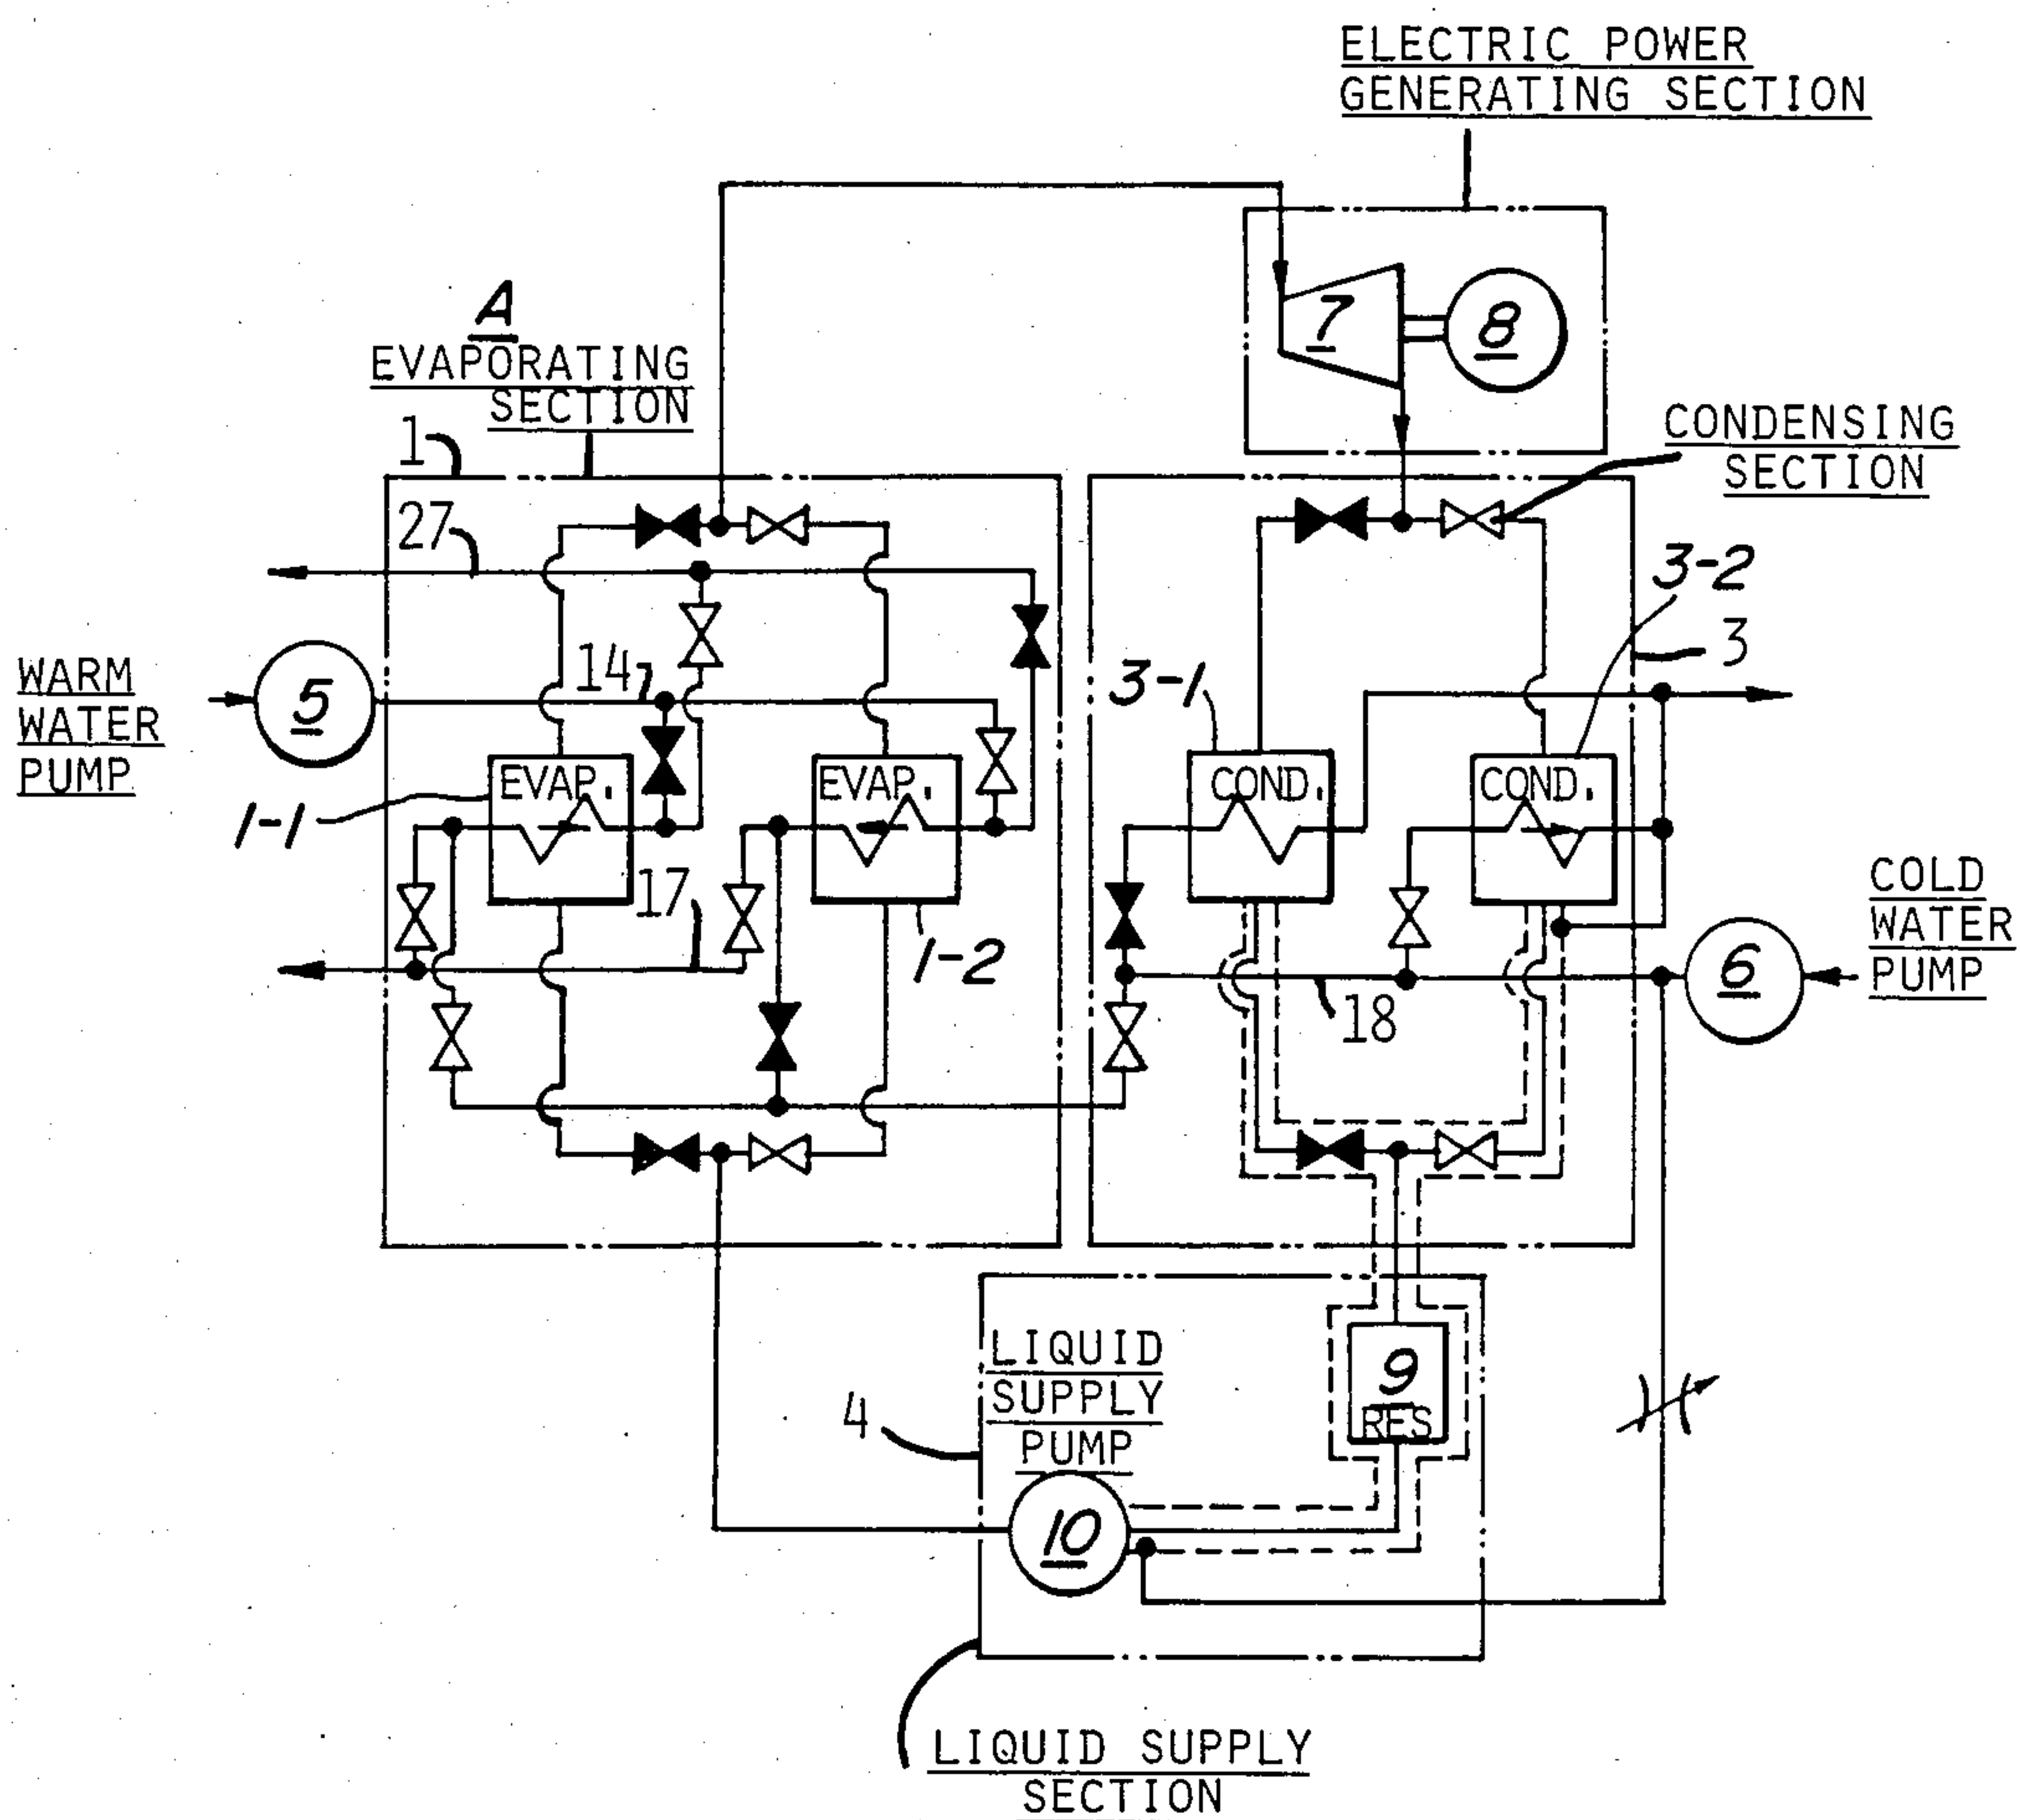 ELECTRIC POWER
GENERATING SECTION
A
EVAPORATING
SECTION
7
8
1
CONDENSING
SECTION
27
3-2
14
3
WARM
WATER
PUMP
5
3-1
EVAP.
EVAP.
COND.
COND.
1-1
17
1-2
COLD
WATER
PUMP
6
18
LIQUID
SUPPLY
PUMP
9
RES
4
10
LIQUID SUPPLY
SECTION